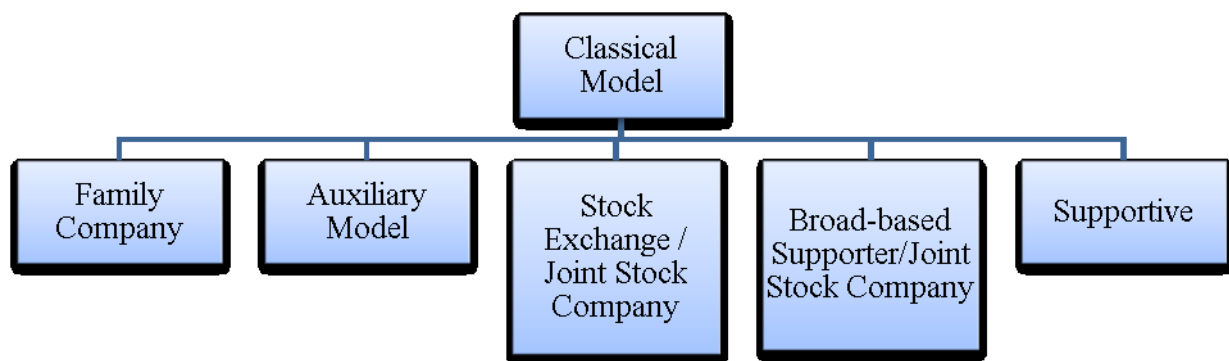 Classical
Model
Family
Company
Auxiliary
Model
Stock
Exchange /
Joint Stock
Company
Broad-based
Supporter/Joint
Stock Company
Supportive